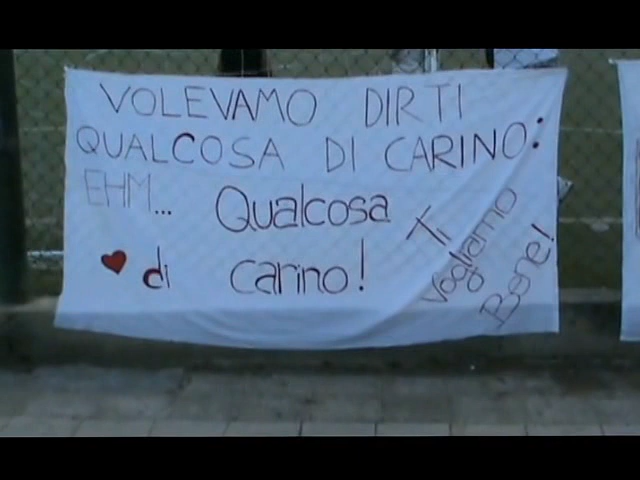 VOLEVAMO DIRTI
QUALCOSA DI CARINO:
EHM... Qualcosa
di carino!
Ti
Vogliamo
Bene!